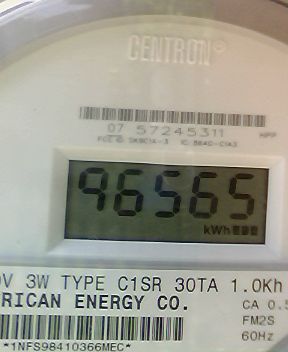 CENTRON®
07 57245311 HPP
96565
kWh
V 3W TYPE C1SR 30TA 1.0Kh
RICAN ENERGY CO. CA 0.5
FM2S
*1NFS98410366MEC* 60Hz